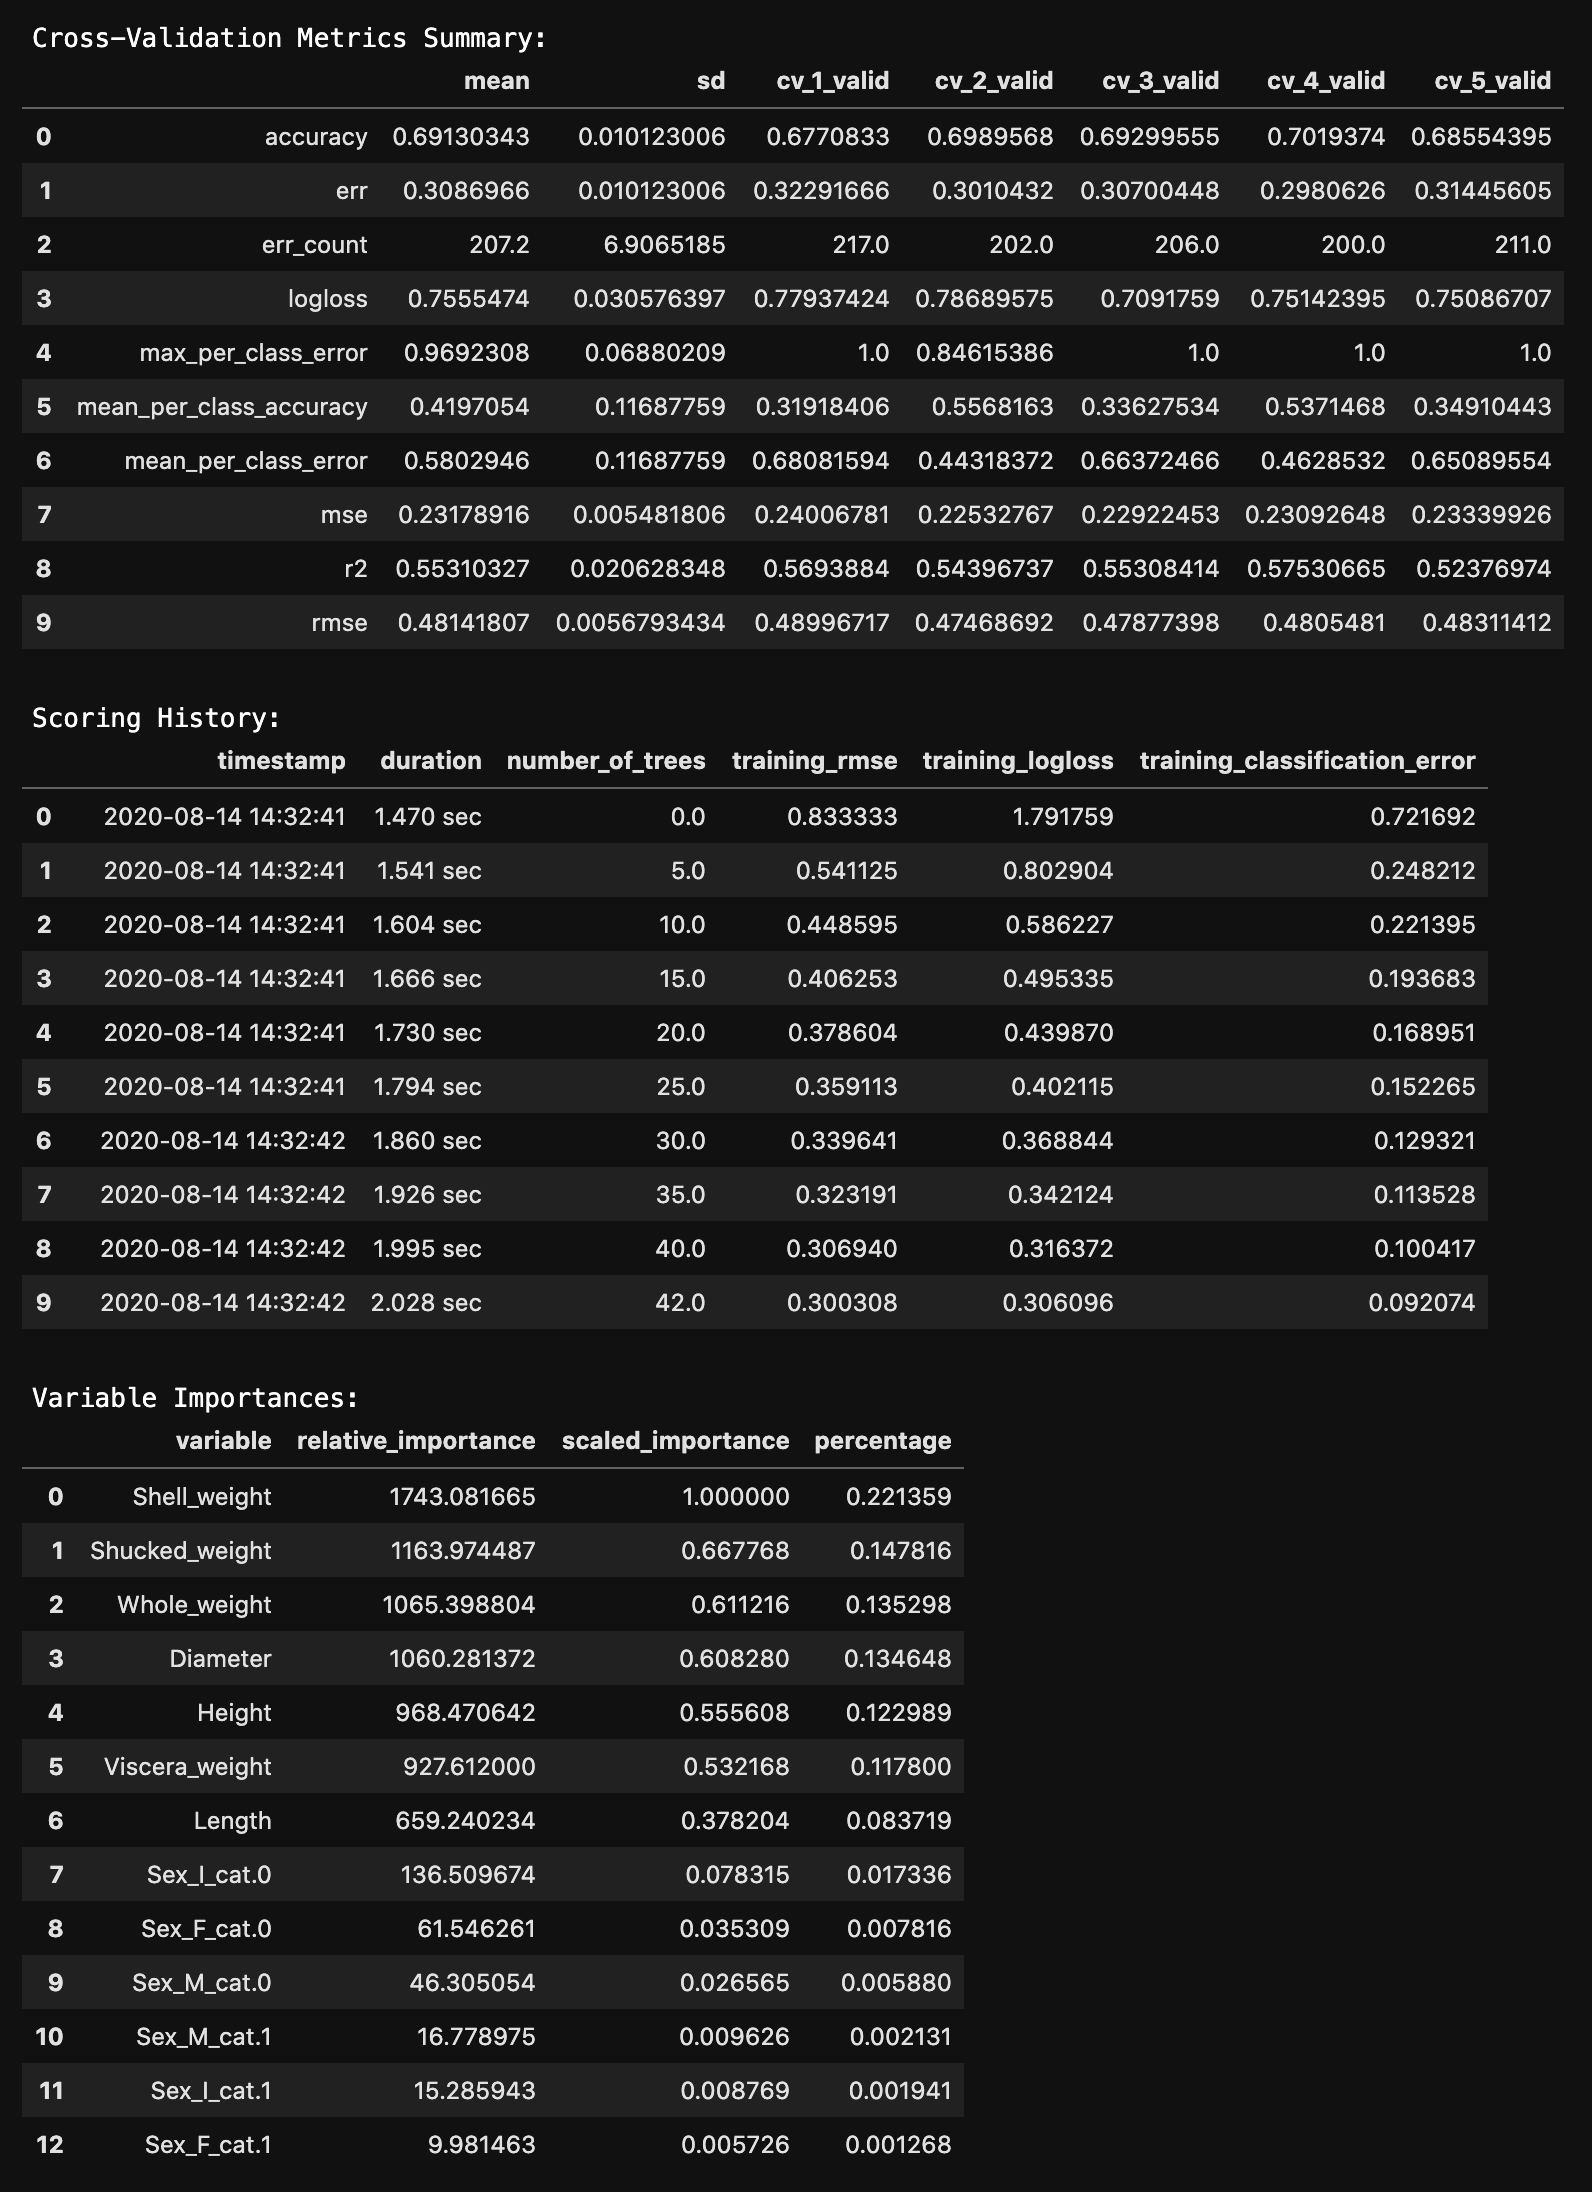 Cross-Validation Metrics Summary:
mean sd cv_1_valid cv_2_valid cv_3_valid cv_4_valid cv_5_valid
0 accuracy 0.69130343 0.010123006 0.6770833 0.6989568 0.69299555 0.7019374 0.68554395
1 err 0.3086966 0.010123006 0.32291666 0.3010432 0.30700448 0.2980626 0.31445605
2 err_count 207.2 6.9065185 217.0 202.0 206.0 200.0 211.0
3 logloss 0.7555474 0.030576397 0.77937424 0.78689575 0.7091759 0.75142395 0.75086707
4 max_per_class_error 0.9692308 0.06880209 1.0 0.84615386 1.0 1.0 1.0
5 mean_per_class_accuracy 0.4197054 0.11687759 0.31918406 0.5568163 0.33627534 0.5371468 0.34910443
6 mean_per_class_error 0.5802946 0.11687759 0.68081594 0.44318372 0.66372466 0.4628532 0.65089554
7 mse 0.23178916 0.005481806 0.24006781 0.22532767 0.22922453 0.23092648 0.23339926
8 r2 0.55310327 0.020628348 0.5693884 0.54396737 0.55308414 0.57530665 0.52376974
9 rmse 0.48141807 0.0056793434 0.48996717 0.47468692 0.47877398 0.4805481 0.48311412
Scoring History:
timestamp duration number_of_trees training_rmse training_logloss training_classification_error
0 2020-08-14 14:32:41 1.470 sec 0.0 0.833333 1.791759 0.721692
1 2020-08-14 14:32:41 1.541 sec 5.0 0.541125 0.802904 0.248212
2 2020-08-14 14:32:41 1.604 sec 10.0 0.448595 0.586227 0.221395
3 2020-08-14 14:32:41 1.666 sec 15.0 0.406253 0.495335 0.193683
4 2020-08-14 14:32:41 1.730 sec 20.0 0.378604 0.439870 0.168951
5 2020-08-14 14:32:41 1.794 sec 25.0 0.359113 0.402115 0.152265
6 2020-08-14 14:32:42 1.860 sec 30.0 0.339641 0.368844 0.129321
7 2020-08-14 14:32:42 1.926 sec 35.0 0.323191 0.342124 0.113528
8 2020-08-14 14:32:42 1.995 sec 40.0 0.306940 0.316372 0.100417
9 2020-08-14 14:32:42 2.028 sec 42.0 0.300308 0.306096 0.092074
Variable Importances:
variable relative_importance scaled_importance percentage
0 Shell_weight 1743.081665 1.000000 0.221359
1 Shucked_weight 1163.974487 0.667768 0.147816
2 Whole_weight 1065.398804 0.611216 0.135298
3 Diameter 1060.281372 0.608280 0.134648
4 Height 968.470642 0.555608 0.122989
5 Viscera_weight 927.612000 0.532168 0.117800
6 Length 659.240234 0.378204 0.083719
7 Sex_I_cat.0 136.509674 0.078315 0.017336
8 Sex_F_cat.0 61.546261 0.035309 0.007816
9 Sex_M_cat.0 46.305054 0.026565 0.005880
10 Sex_M_cat.1 16.778975 0.009626 0.002131
11 Sex_I_cat.1 15.285943 0.008769 0.001941
12 Sex_F_cat.1 9.981463 0.005726 0.001268